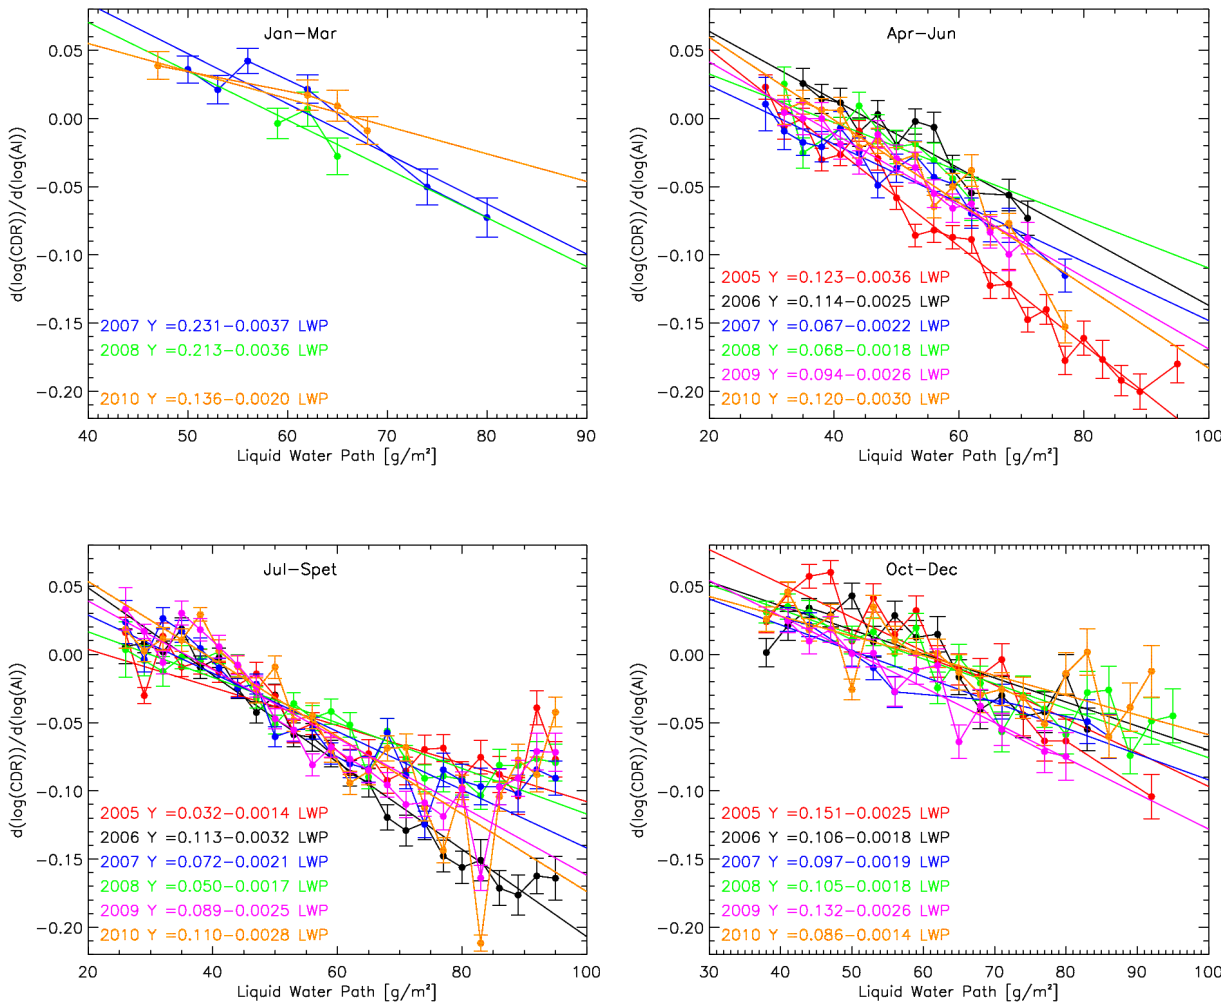 Jan-Mar
0.05
0.00
-0.05
-0.10
-0.15
-0.20
d(log(CDR))/d(log(AI))
2007 Y =0.231-0.0037 LWP
2008 Y =0.213-0.0036 LWP
2010 Y =0.136-0.0020 LWP
40 50 60 70 80 90
Liquid Water Path [g/m²]
Apr-Jun
0.05
0.00
-0.05
-0.10
-0.15
-0.20
d(log(CDR))/d(log(AI))
2005 Y =0.123-0.0036 LWP
2006 Y =0.114-0.0025 LWP
2007 Y =0.067-0.0022 LWP
2008 Y =0.068-0.0018 LWP
2009 Y =0.094-0.0026 LWP
2010 Y =0.120-0.0030 LWP
20 40 60 80 100
Liquid Water Path [g/m²]
Jul-Spet
0.05
0.00
-0.05
-0.10
-0.15
-0.20
d(log(CDR))/d(log(AI))
2005 Y =0.032-0.0014 LWP
2006 Y =0.113-0.0032 LWP
2007 Y =0.072-0.0021 LWP
2008 Y =0.050-0.0017 LWP
2009 Y =0.089-0.0025 LWP
2010 Y =0.110-0.0028 LWP
20 40 60 80 100
Liquid Water Path [g/m²]
Oct-Dec
0.05
0.00
-0.05
-0.10
-0.15
-0.20
d(log(CDR))/d(log(AI))
2005 Y =0.151-0.0025 LWP
2006 Y =0.106-0.0018 LWP
2007 Y =0.097-0.0019 LWP
2008 Y =0.105-0.0018 LWP
2009 Y =0.132-0.0026 LWP
2010 Y =0.086-0.0014 LWP
30 40 50 60 70 80 90 100
Liquid Water Path [g/m²]